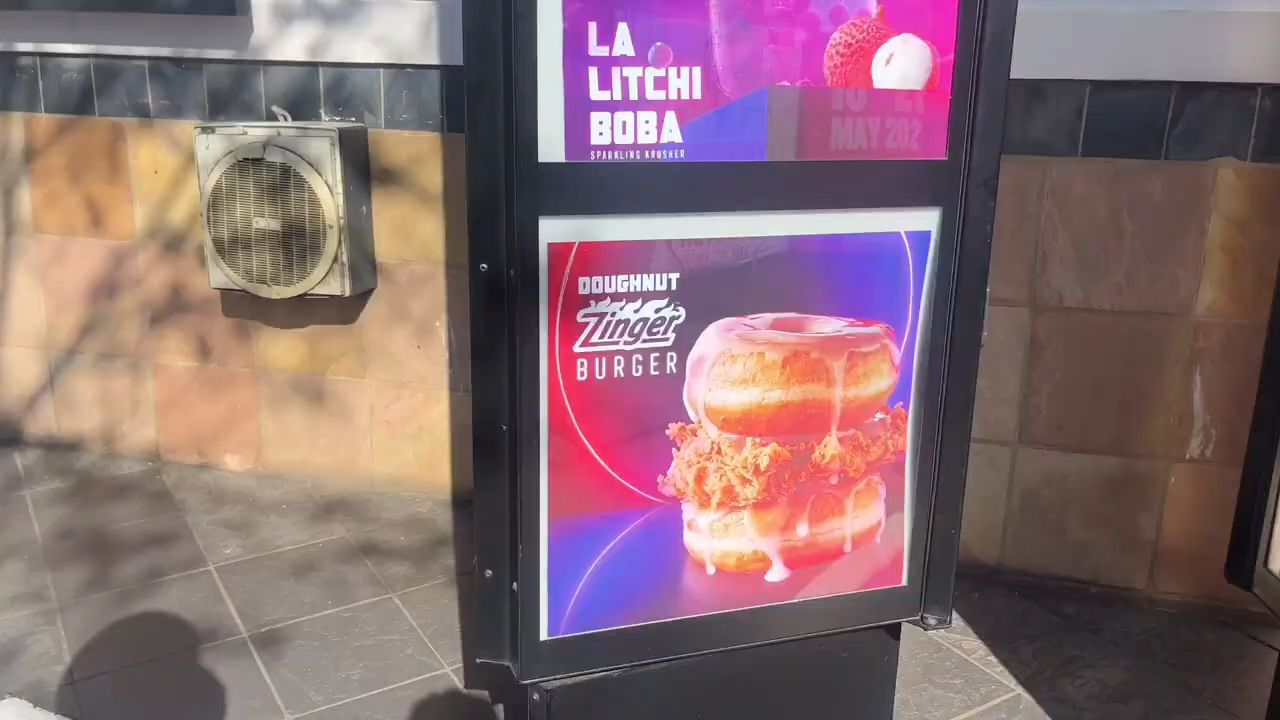 LA
LITCHI
BOBA
SPARKLING KRUSHER
MAY 202
DOUGHNUT
Zinger
BURGER